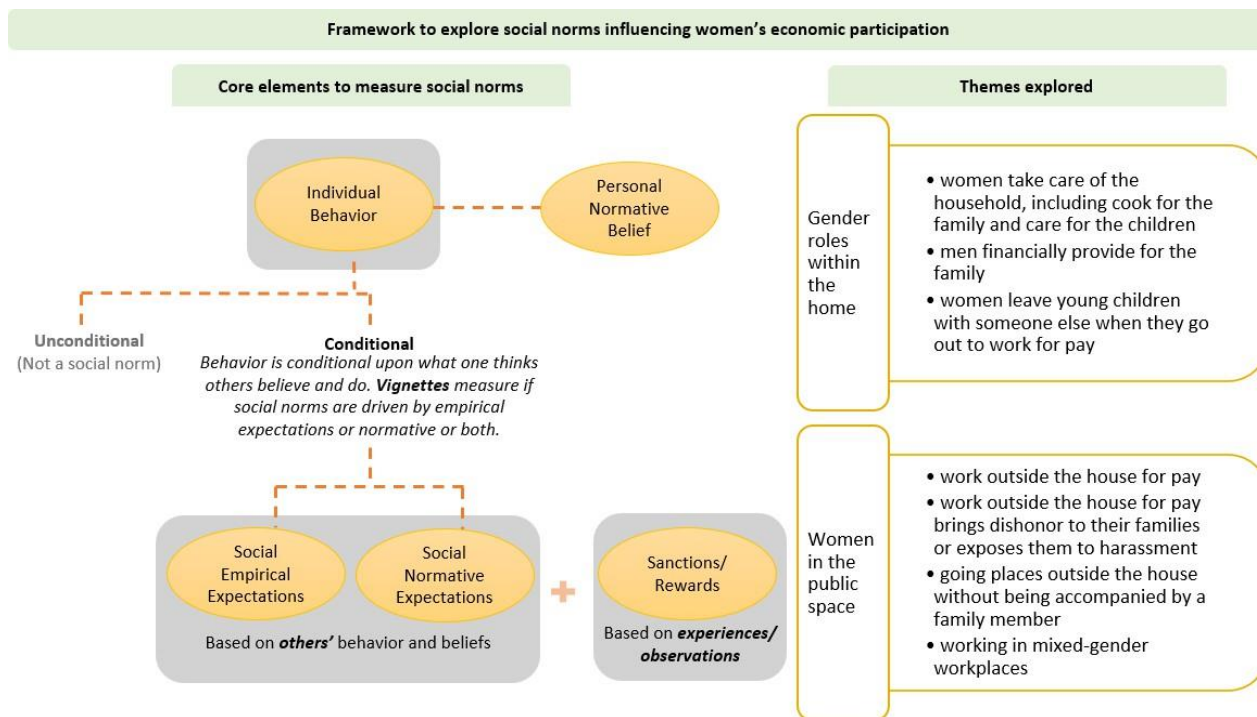 Framework to explore social norms influencing women’s economic participation
Core elements to measure social norms
Themes explored
Individual
Behavior
Personal
Normative
Belief
Unconditional
(Not a social norm)
Conditional
Behavior is conditional upon what one thinks
others believe and do. Vignettes measure if
social norms are driven by empirical
expectations or normative or both.
Social
Empirical
Expectations
Social
Normative
Expectations
Based on others’ behavior and beliefs
Sanctions/
Rewards
Based on experiences/
observations
Gender
roles
within
the
home
• women take care of the
household, including cook for the
family and care for the children
• men financially provide for the
family
• women leave young children
with someone else when they go
out to work for pay
Women
in the
public
space
• work outside the house for pay
• work outside the house for pay
brings dishonor to their families
or exposes them to harassment
• going places outside the house
without being accompanied by a
family member
• working in mixed-gender
workplaces